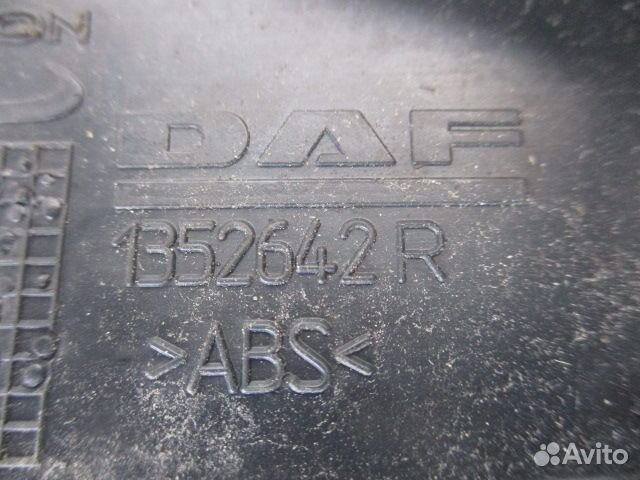 DAF
1352642 R
>ABS<
Avito